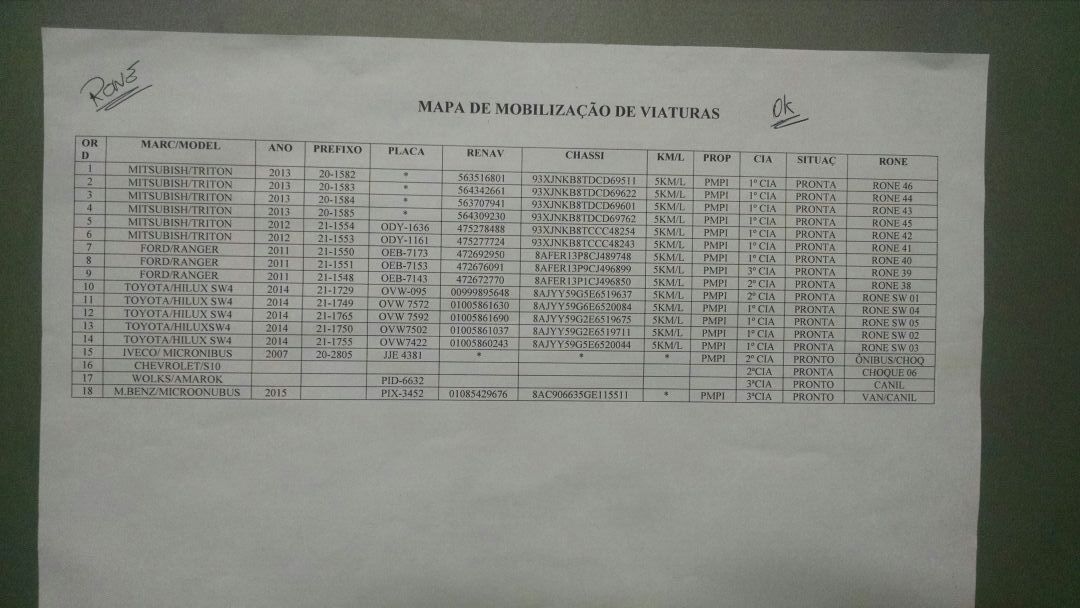 RONE
MAPA DE MOBILIZAÇÃO DE VIATURAS Ok
ORD MARC/MODEL ANO PREFIXO PLACA RENAV CHASSI KM/L PROP CIA SITUAÇ RONE
1 MITSUBISH/TRITON 2013 20-1582 * 563516801 93XJNKB8TDCD69511 5KM/L PMPI 1º CIA PRONTA RONE 46
2 MITSUBISH/TRITON 2013 20-1583 * 564342661 93XJNKB8TDCD69622 5KM/L PMPI 1º CIA PRONTA RONE 44
3 MITSUBISH/TRITON 2013 20-1584 * 563707941 93XJNKB8TDCD69601 5KM/L PMPI 1º CIA PRONTA RONE 43
4 MITSUBISH/TRITON 2013 20-1585 * 564309230 93XJNKB8TDCD69762 5KM/L PMPI 1º CIA PRONTA RONE 45
5 MITSUBISH/TRITON 2012 21-1554 ODY-1636 475278488 93XJNKB8TCCC48254 5KM/L PMPI 1º CIA PRONTA RONE 42
6 MITSUBISH/TRITON 2012 21-1553 ODY-1161 475277724 93XJNKB8TCCC48243 5KM/L PMPI 1º CIA PRONTA RONE 41
7 FORD/RANGER 2011 21-1550 OEB-7173 472692950 8AFER13P8CJ489748 5KM/L PMPI 1º CIA PRONTA RONE 40
8 FORD/RANGER 2011 21-1551 OEB-7153 472676091 8AFER13P9CJ496899 5KM/L PMPI 3º CIA PRONTA RONE 39
9 FORD/RANGER 2011 21-1548 OEB-7143 472672770 8AFER13P1CJ496850 5KM/L PMPI 2º CIA PRONTA RONE 38
10 TOYOTA/HILUX SW4 2014 21-1729 OVW-095 00999895648 8AJYY59G5E6519637 5KM/L PMPI 2º CIA PRONTA RONE SW 01
11 TOYOTA/HILUX SW4 2014 21-1749 OVW 7572 01005861630 8AJYY59G6E6520084 5KM/L PMPI 1º CIA PRONTA RONE SW 04
12 TOYOTA/HILUX SW4 2014 21-1765 OVW 7592 01005861690 8AJYY59G2E6519675 5KM/L PMPI 1º CIA PRONTA RONE SW 05
13 TOYOTA/HILUXSW4 2014 21-1750 OVW7502 01005861037 8AJYY59G2E6519711 5KM/L PMPI 1º CIA PRONTA RONE SW 02
14 TOYOTA/HILUX SW4 2014 21-1755 OVW7422 01005860243 8AJYY59G5E6520044 5KM/L PMPI 1º CIA PRONTA RONE SW 03
15 IVECO/ MICRONIBUS 2007 20-2805 JJE 4381 * * * PMPI 2º CIA PRONTO ÔNIBUS/CHOQ
16 CHEVROLET/S10 2ªCIA PRONTA CHOQUE 06
17 WOLKS/AMAROK PID-6632 3ªCIA PRONTO CANIL
18 M.BENZ/MICROONUBUS 2015 PIX-3452 01085429676 8AC906635GE115511 * PMPI 3ªCIA PRONTO VAN/CANIL